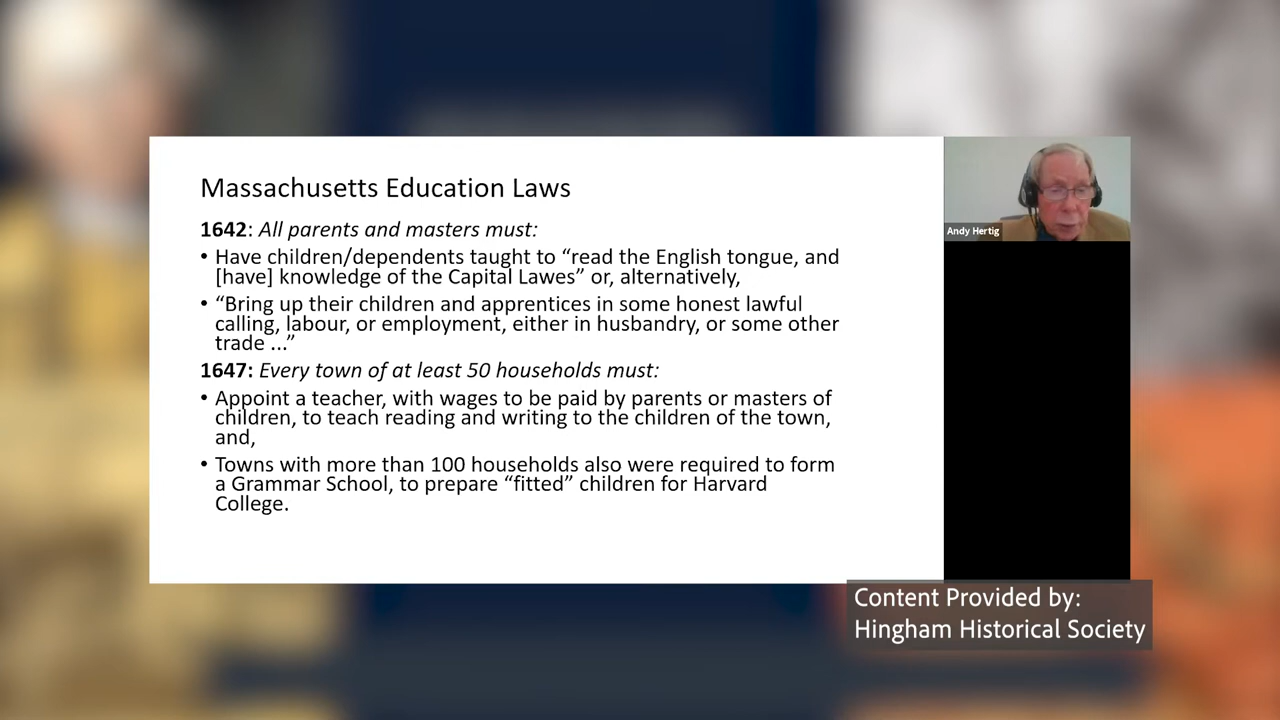 Massachusetts Education Laws
1642: All parents and masters must:
• Have children/dependents taught to “read the English tongue, and
[have] knowledge of the Capital Lawes” or, alternatively,
• “Bring up their children and apprentices in some honest lawful
calling, labour, or employment, either in husbandry, or some other
trade ...”
1647: Every town of at least 50 households must:
• Appoint a teacher, with wages to be paid by parents or masters of
children, to teach reading and writing to the children of the town,
and,
• Towns with more than 100 households also were required to form
a Grammar School, to prepare “fitted” children for Harvard
College.
Andy Hertig
Content Provided by:
Hingham Historical Society